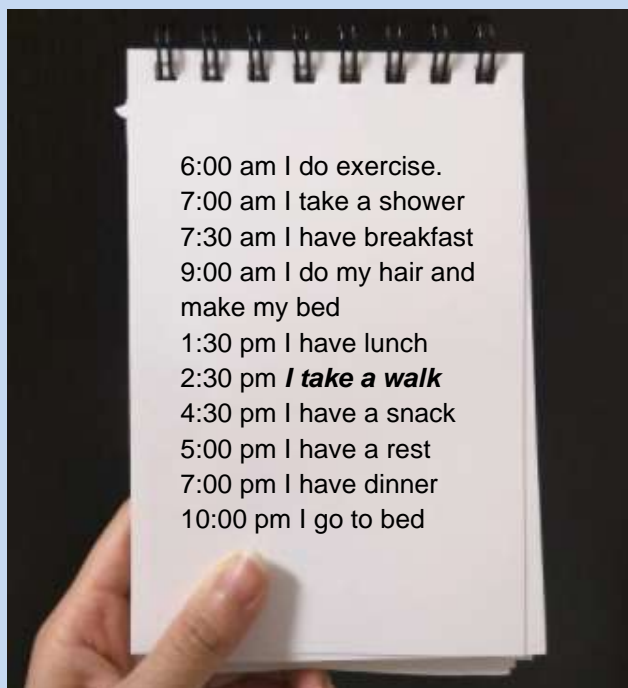 6:00 am I do exercise.
7:00 am I take a shower
7:30 am I have breakfast
9:00 am I do my hair and
make my bed
1:30 pm I have lunch
2:30 pm I take a walk
4:30 pm I have a snack
5:00 pm I have a rest
7:00 pm I have dinner
10:00 pm I go to bed